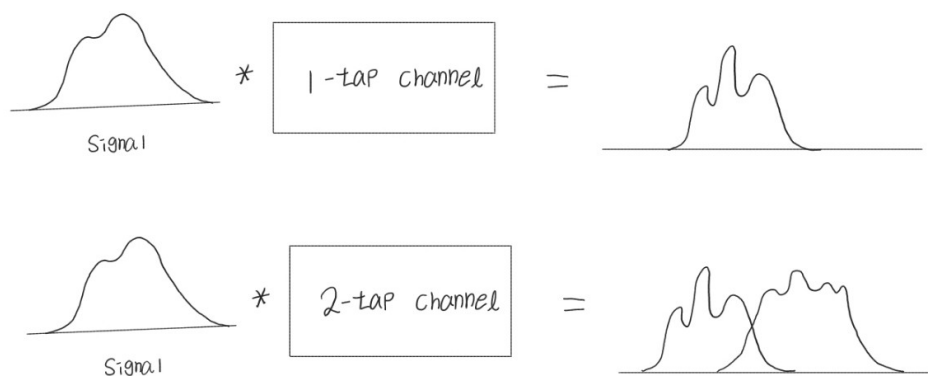 * 1-tap channel =
Signal
* 2-tap channel =
Signal